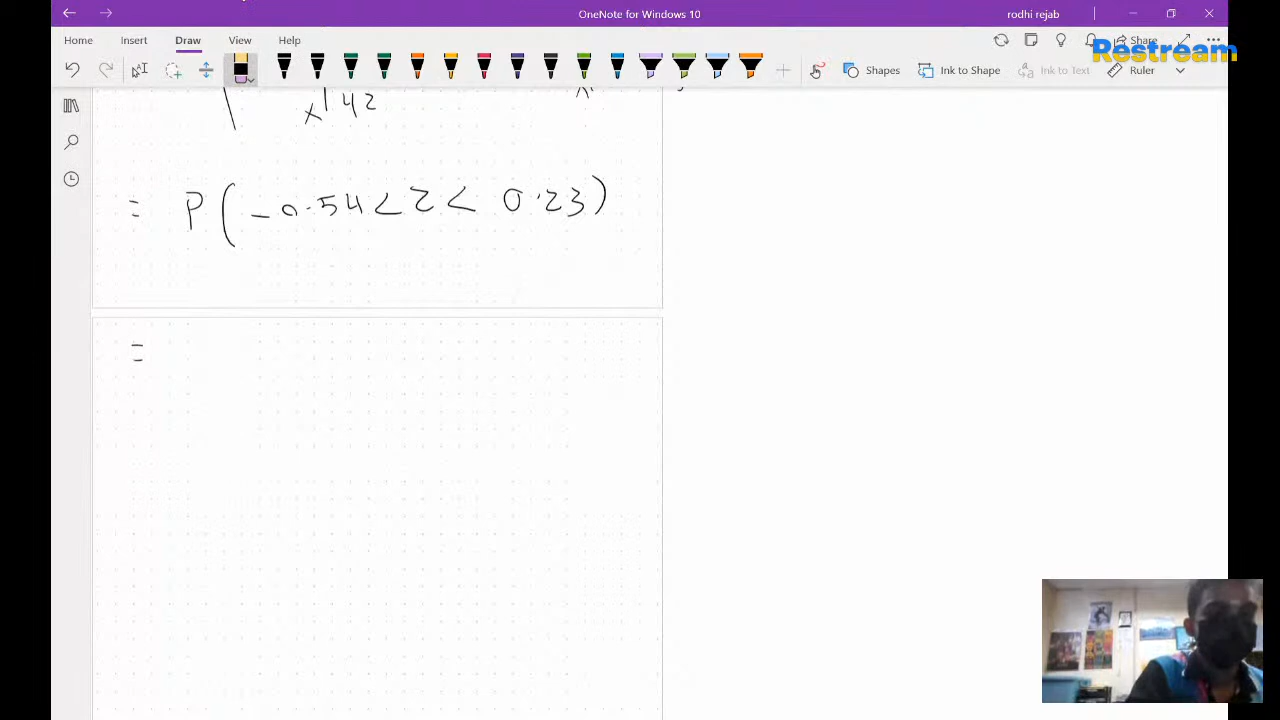 OneNote for Windows 10
rodhi rejab
Home Insert Draw View Help
Share
Restream
Shapes
Ink to Shape
Ink to Text
Ruler
x√42
= P(-0.54 < Z < 0.23)
=